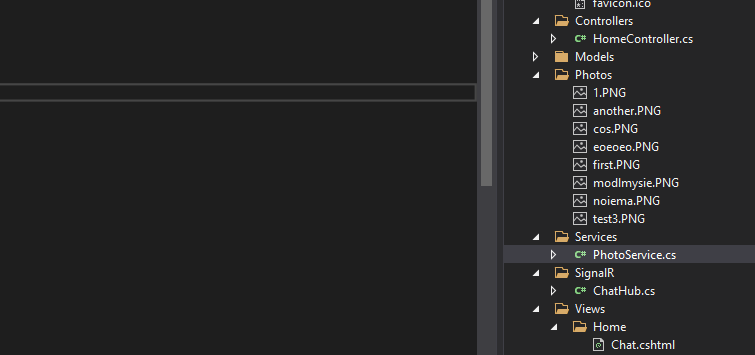 favicon.ico
Controllers
C# HomeController.cs
Models
Photos
1.PNG
another.PNG
cos.PNG
eoeoeo.PNG
first.PNG
modlmysie.PNG
noiema.PNG
test3.PNG
Services
C# PhotoService.cs
SignalR
C# ChatHub.cs
Views
Home
Chat.cshtml